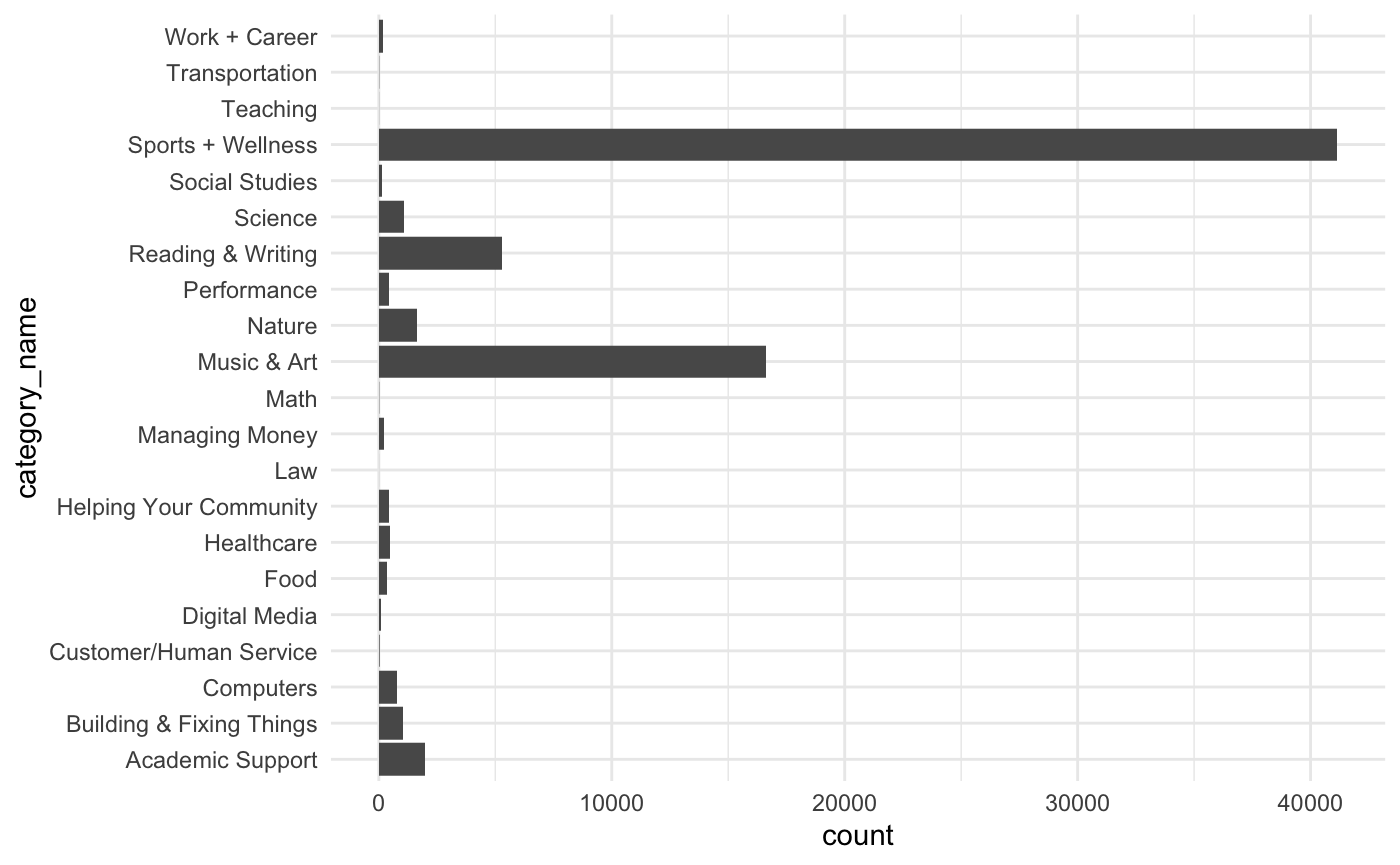 Work + Career
Transportation
Teaching
Sports + Wellness
Social Studies
Science
Reading & Writing
Performance
Nature
Music & Art
Math
Managing Money
Law
Helping Your Community
Healthcare
Food
Digital Media
Customer/Human Service
Computers
Building & Fixing Things
Academic Support
category_name
0 10000 20000 30000 40000
count